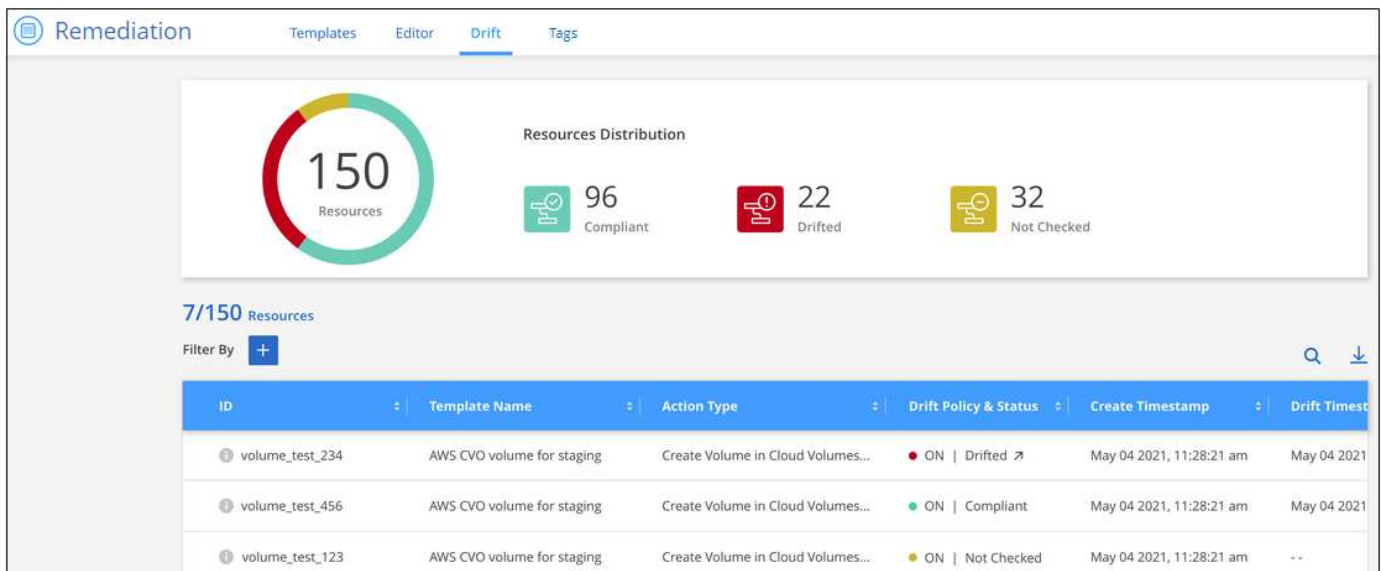 Remediation Templates Editor Drift Tags
150
Resources
Resources Distribution
96
Compliant
22
Drifted
32
Not Checked
7/150 Resources
Filter By +
ID Template Name Action Type Drift Policy & Status Create Timestamp Drift Timest
volume_test_234 AWS CVO volume for staging Create Volume in Cloud Volumes... ON | Drifted May 04 2021, 11:28:21 am May 04 2021
volume_test_456 AWS CVO volume for staging Create Volume in Cloud Volumes... ON | Compliant May 04 2021, 11:28:21 am May 04 2021
volume_test_123 AWS CVO volume for staging Create Volume in Cloud Volumes... ON | Not Checked May 04 2021, 11:28:21 am - -